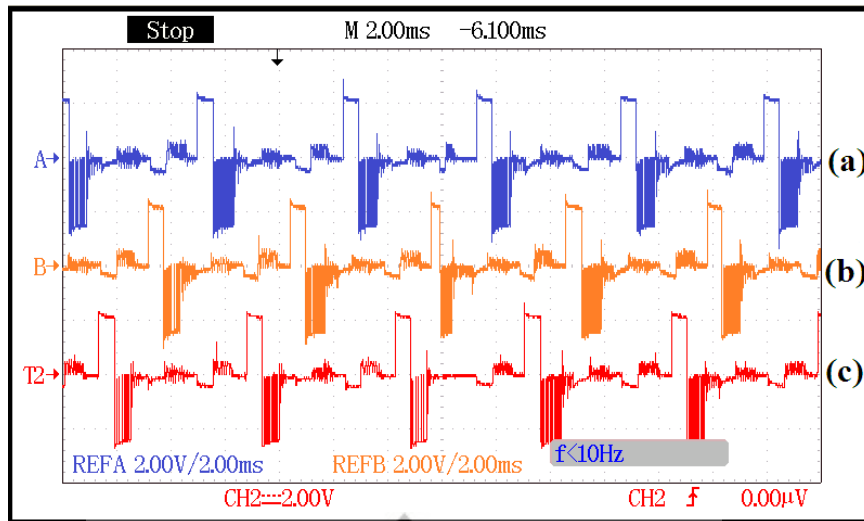 Stop M 2.00ms -6.100ms
A→ (a)
B→ (b)
T2→ (c)
REFA 2.00V/2.00ms REFB 2.00V/2.00ms f<10Hz
CH2⎓2.00V CH2 0.00μV